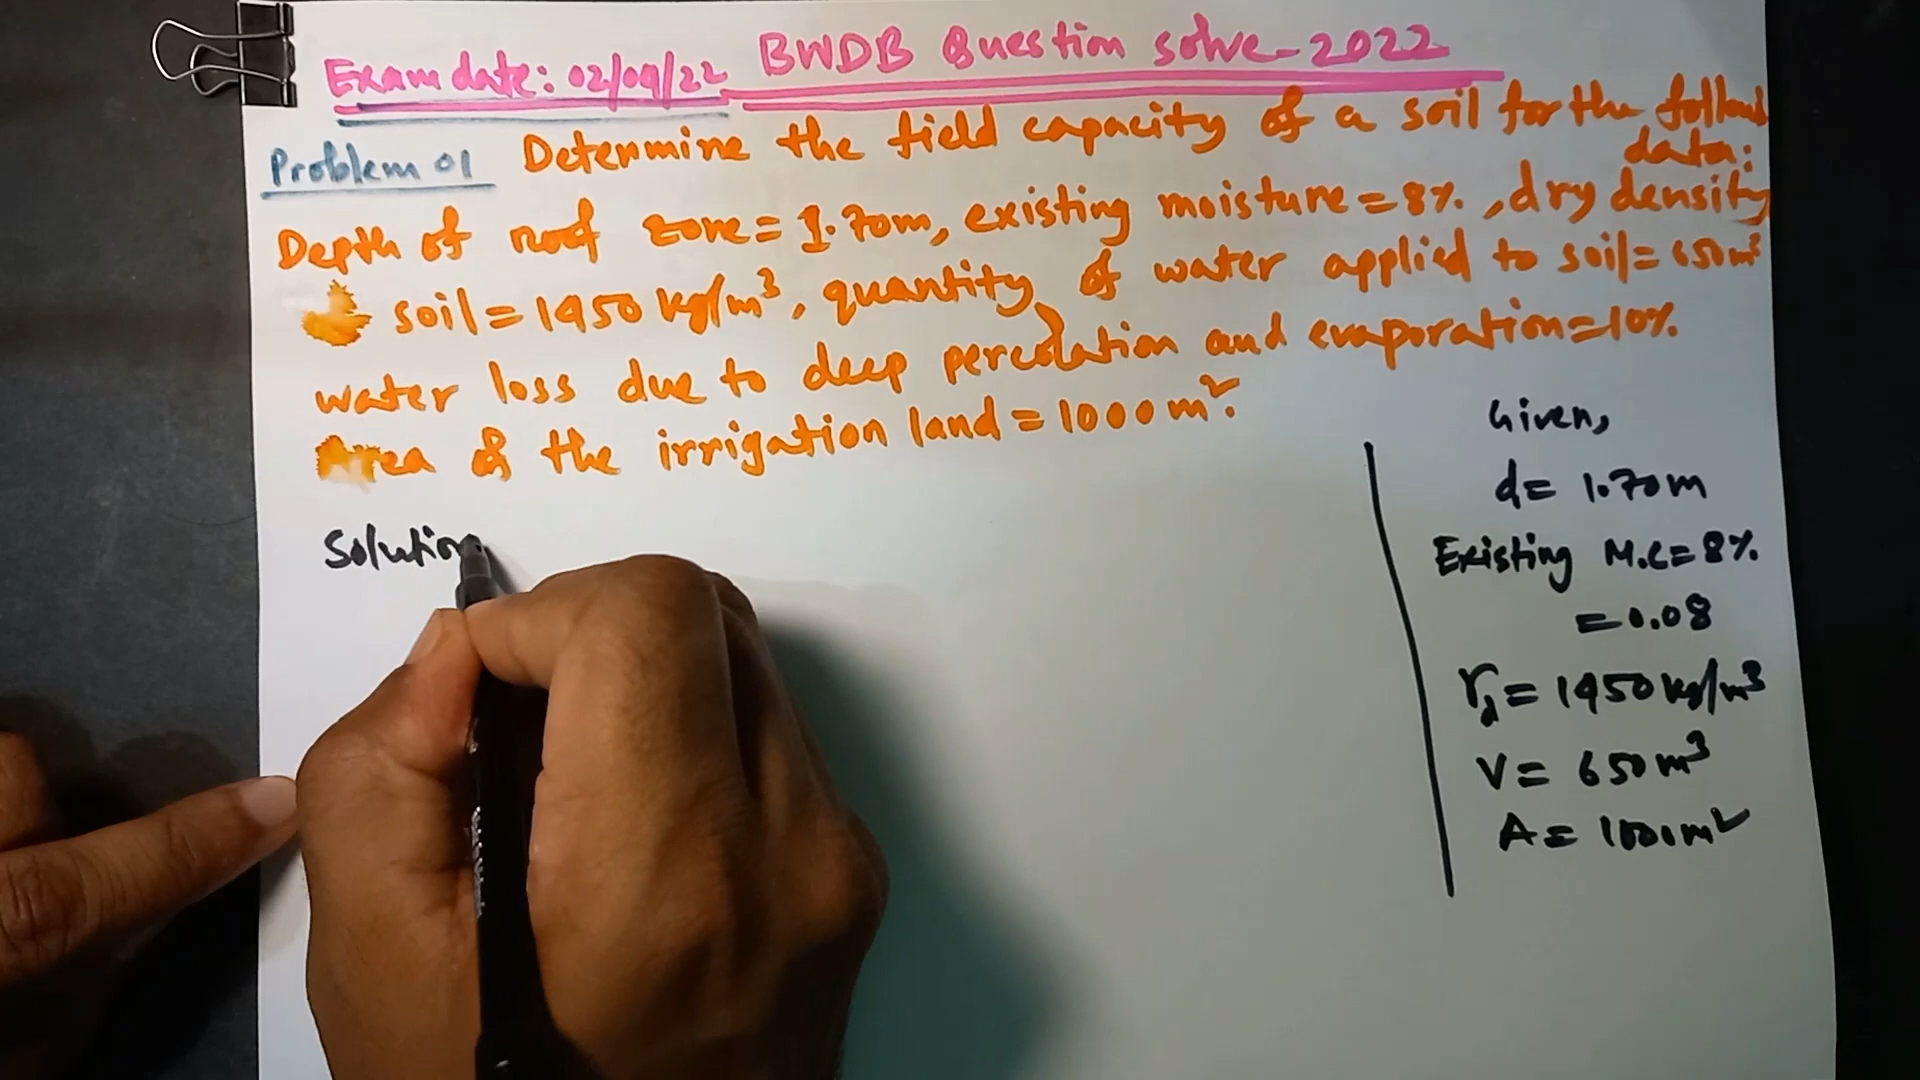 Exam date: 02/09/22 BWDB Question solve-2022
Problem 01 Determine the field capacity of a soil for the
data:
Depth of root zone = 1.70m, existing moisture = 8%, dry density
of soil = 1450 kg/m³, quantity of water applied to soil = 650m³
water loss due to deep percolation and evaporation = 10%.
Area of the irrigation land = 1000 m².
Given,
d = 1.70m
Existing M.C = 8%
= 0.08
γd = 1450 kg/m³
V = 650 m³
A = 1000 m²
Solution